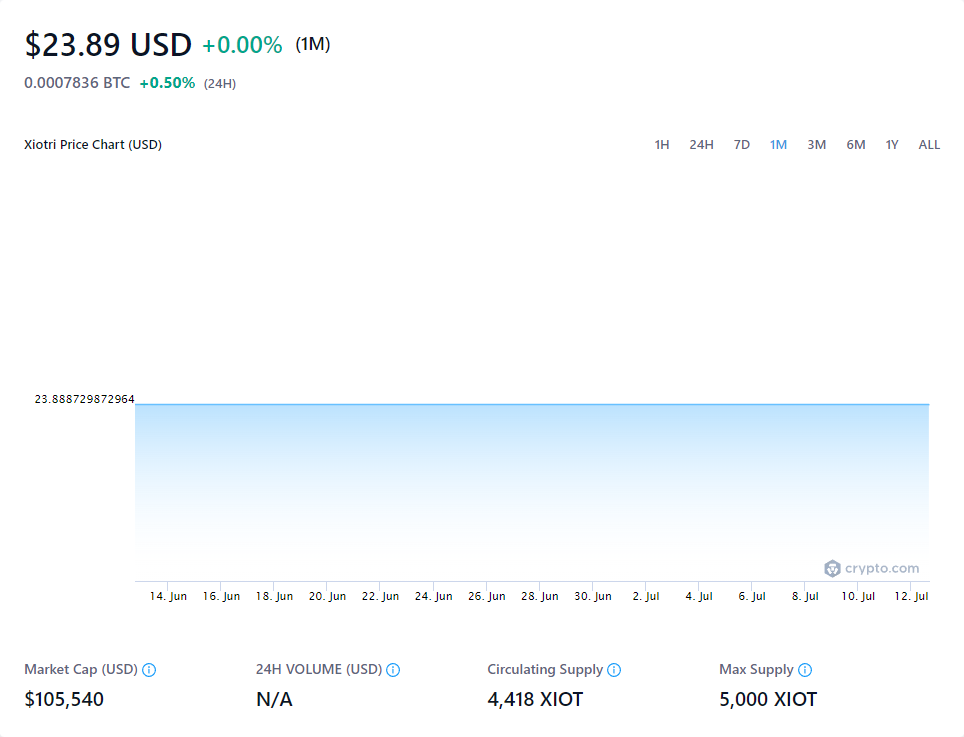 $23.89 USD +0.00% (1M)
0.0007836 BTC +0.50% (24H)
Xiotri Price Chart (USD) 1H 24H 7D 1M 3M 6M 1Y ALL
23.888729872964
crypto.com
14. Jun 16. Jun 18. Jun 20. Jun 22. Jun 24. Jun 26. Jun 28. Jun 30. Jun 2. Jul 4. Jul 6. Jul 8. Jul 10. Jul 12. Jul
Market Cap (USD) 24H VOLUME (USD) Circulating Supply Max Supply
$105,540 N/A 4,418 XIOT 5,000 XIOT